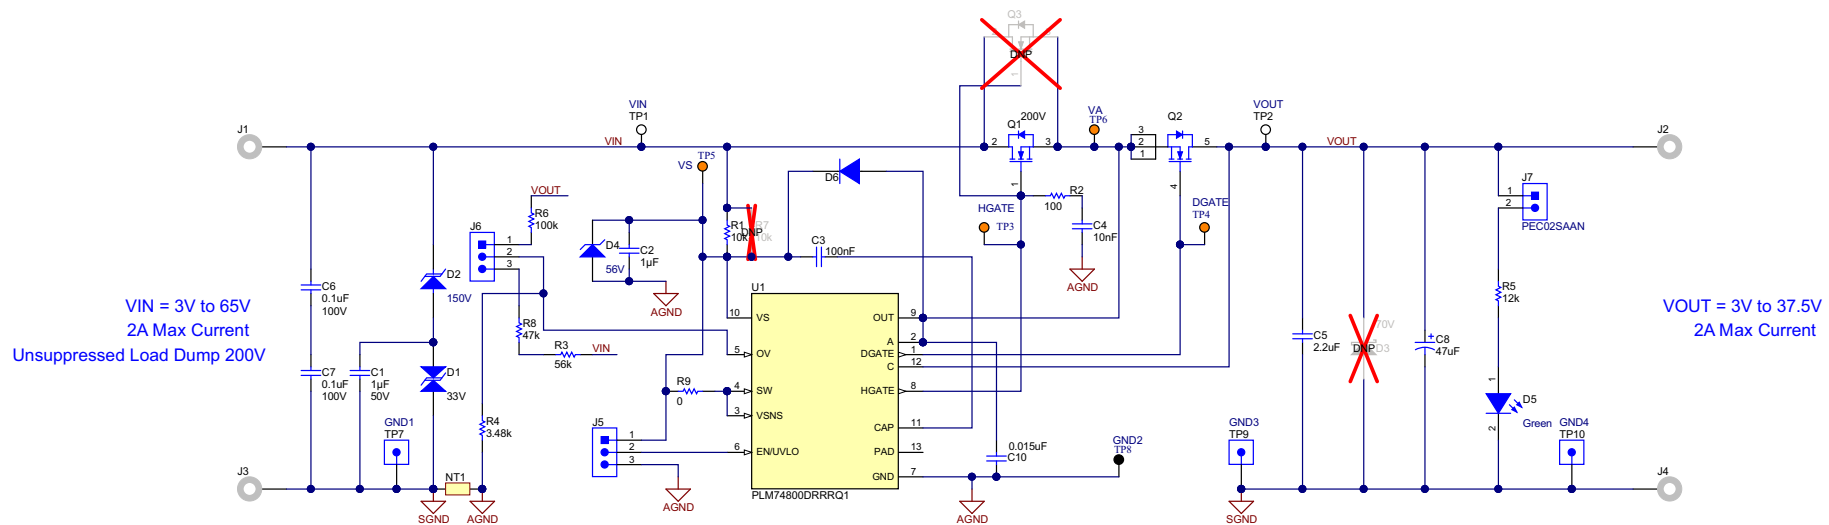 Q3
DNP
1
VIN
TP1
VA
TP6
VOUT
TP2
J1
VIN
2
Q1
200V
3
3
2
1
Q2
5
VOUT
J2
TP5
VS
D6
1
R2
100
4
DGATE
TP4
J7
1
2
PEC02SAAN
VOUT
R6
100k
J6
1
2
3
HGATE
TP3
C4
10nF
R1
10k
R7
10k
DNP
D4
56V
C2
1µF
C3
100nF
AGND
AGND
D2
150V
C6
0.1uF
100V
R5
12k
VIN = 3V to 65V
2A Max Current
Unsuppressed Load Dump 200V
VOUT = 3V to 37.5V
2A Max Current
R8
47k
R3
56k
VIN
U1
10
VS
5
OV
4
SW
3
VSNS
6
EN/UVLO
OUT
9
A
2
DGATE
1
C
12
HGATE
8
CAP
11
PAD
13
GND
7
PLM74800DRRRQ1
C5
2.2uF
70V
DNP
D3
C8
47uF
C7
0.1uF
100V
C1
1µF
50V
D1
33V
R9
0
1
D5
2
Green
GND1
TP7
R4
3.48k
J5
1
2
3
0.015uF
C10
GND2
TP8
GND3
TP9
GND4
TP10
J3
NT1
SGND
AGND
AGND
AGND
SGND
J4